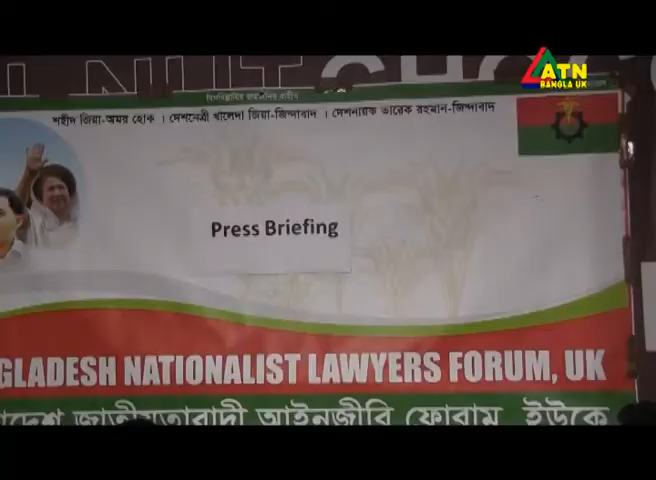 ATN
BANGLA UK
শহীদ জিয়া-অমর হোক । দেশনেত্রী খালেদা জিয়া-জিন্দাবাদ । দেশনায়ক তারেক রহমান-জিন্দাবাদ
Press Briefing
GLADESH NATIONALIST LAWYERS FORUM, UK
জাতীয়তাবাদী আইনজীবি ফোরাম ইউকে